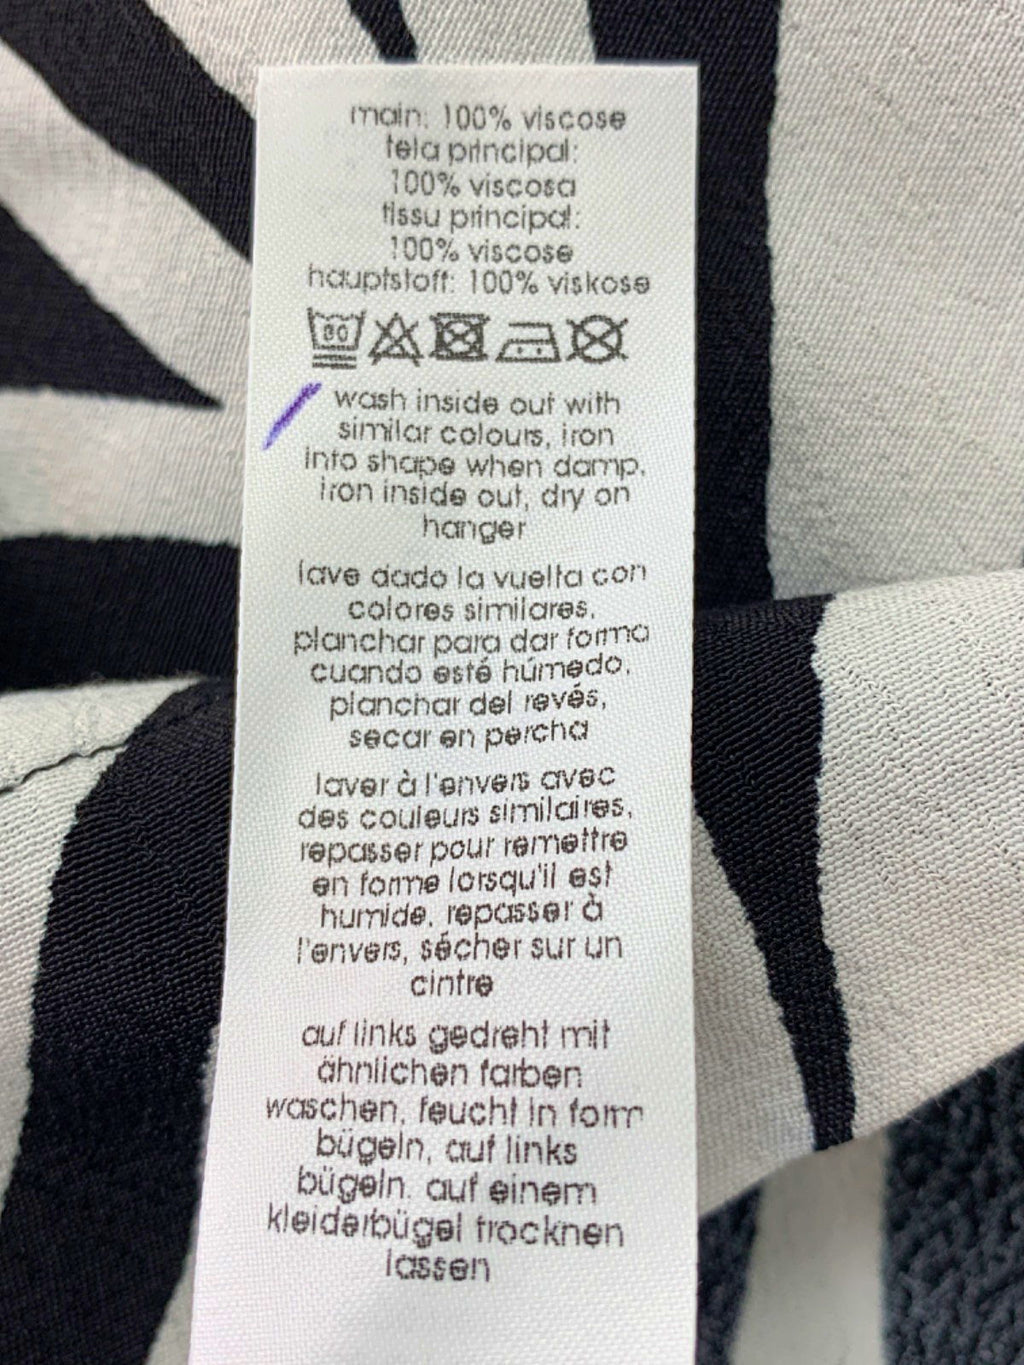 main: 100% viscose
tela principal:
100% viscosa
tissu principal:
100% viscose
hauptstoff: 100% viskose
wash inside out with
similar colours, iron
into shape when damp,
iron inside out, dry on
hanger
lave dado la vuelta con
colores similares,
planchar para dar forma
cuando esté húmedo,
planchar del revés,
secar en percha
laver à l'envers avec
des couleurs similaires,
repasser pour remettre
en forme lorsqu'il est
humide, repasser à
l'envers, sécher sur un
cintre
auf links gedreht mit
ähnlichen farben
waschen, feucht in form
bügeln, auf links
bügeln, auf einem
kleiderbügel trocknen
lassen